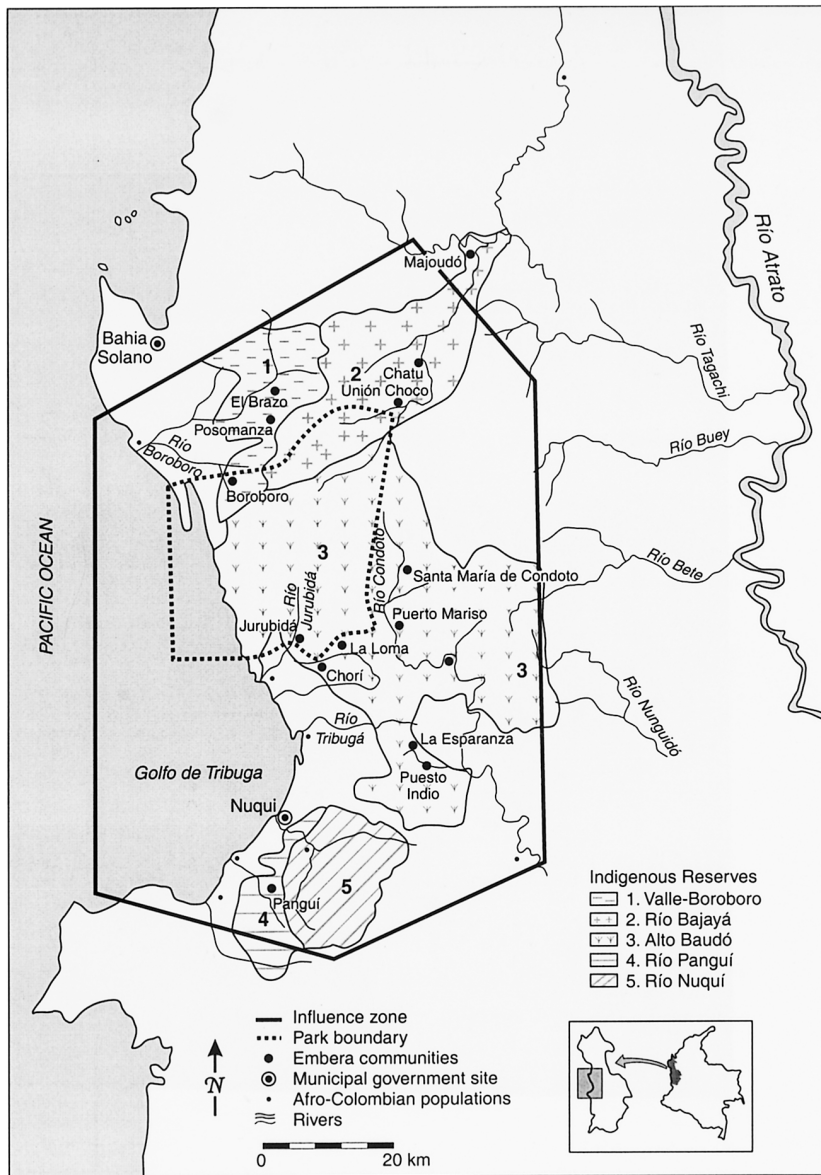 Majoudó
Río Atrato
Bahia
Solano
1
2
Chatu
Río Tagachi
El Brazo
Unión Choco
Posomanza
Río
Boroboro
Río Buey
Boroboro
PACIFIC OCEAN
3
Río Condoto
Santa María de Condoto
Río Bete
Río
Jurubidá
Puerto Mariso
Jurubidá
La Loma
3
Chorí
Río Nunguidó
Río
Tribugá
La Esparanza
Golfo de Tribuga
Puesto
Indio
Nuqui
5
Panguí
4
Indigenous Reserves
1. Valle-Boroboro
2. Río Bajayá
3. Alto Baudó
4. Río Panguí
5. Río Nuquí
Influence zone
Park boundary
Embera communities
Municipal government site
Afro-Colombian populations
Rivers
N
0 20 km